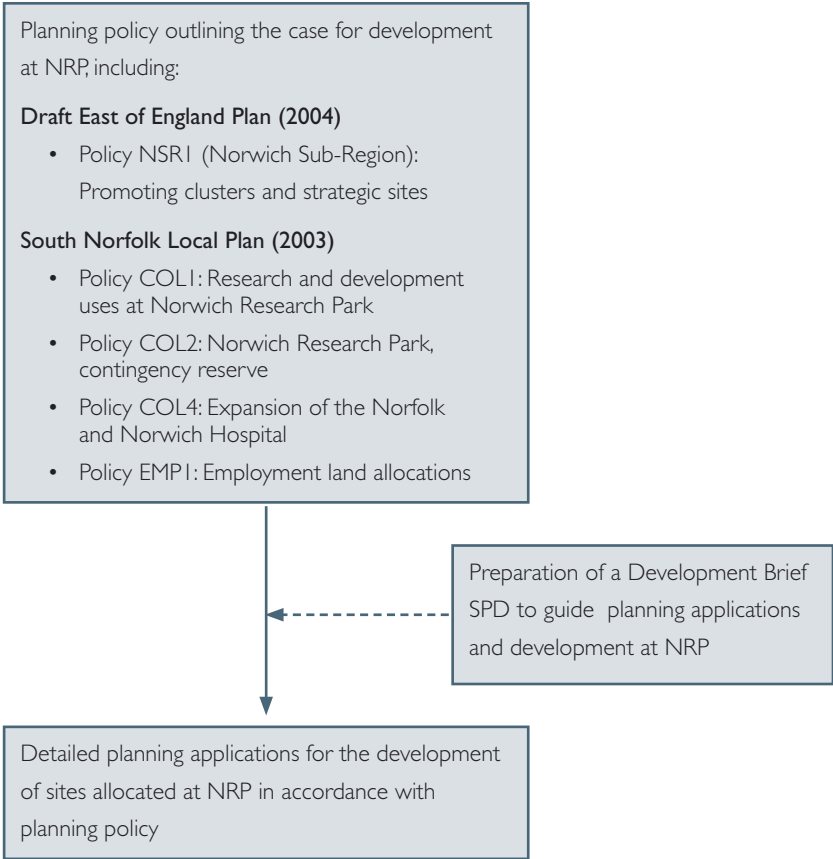 Planning policy outlining the case for development
at NRP, including:
Draft East of England Plan (2004)
• Policy NSR1 (Norwich Sub-Region):
Promoting clusters and strategic sites
South Norfolk Local Plan (2003)
• Policy COL1: Research and development
uses at Norwich Research Park
• Policy COL2: Norwich Research Park,
contingency reserve
• Policy COL4: Expansion of the Norfolk
and Norwich Hospital
• Policy EMP1: Employment land allocations
Preparation of a Development Brief
SPD to guide planning applications
and development at NRP
Detailed planning applications for the development
of sites allocated at NRP in accordance with
planning policy